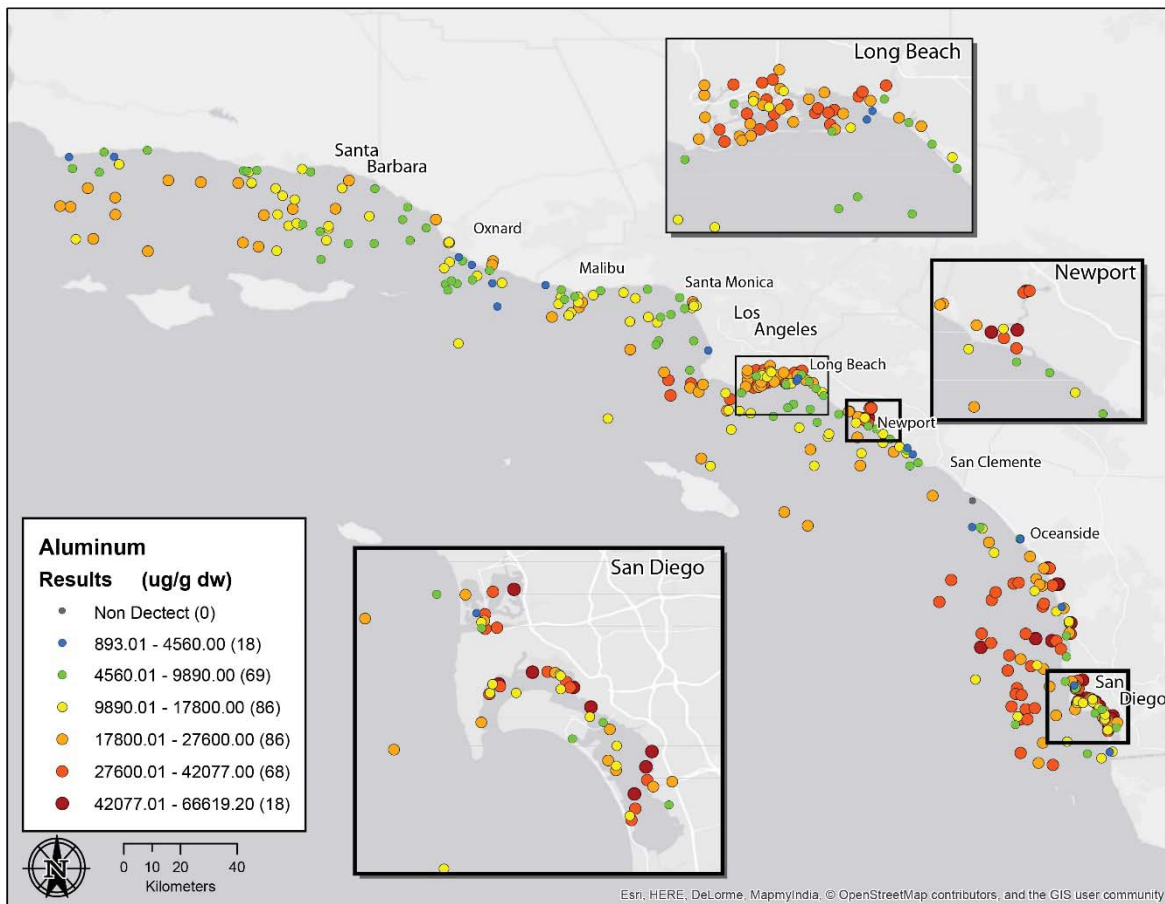 Long Beach
Santa
Barbara
Oxnard
Malibu
Santa Monica
Los
Angeles
Long Beach
Newport
Newport
San Clemente
Oceanside
San Diego
San
Diego
Aluminum
Results (ug/g dw)
Non Dectect (0)
893.01 - 4560.00 (18)
4560.01 - 9890.00 (69)
9890.01 - 17800.00 (86)
17800.01 - 27600.00 (86)
27600.01 - 42077.00 (68)
42077.01 - 66619.20 (18)
N
0 10 20 40
Kilometers
Esri, HERE, DeLorme, MapmyIndia, © OpenStreetMap contributors, and the GIS user community